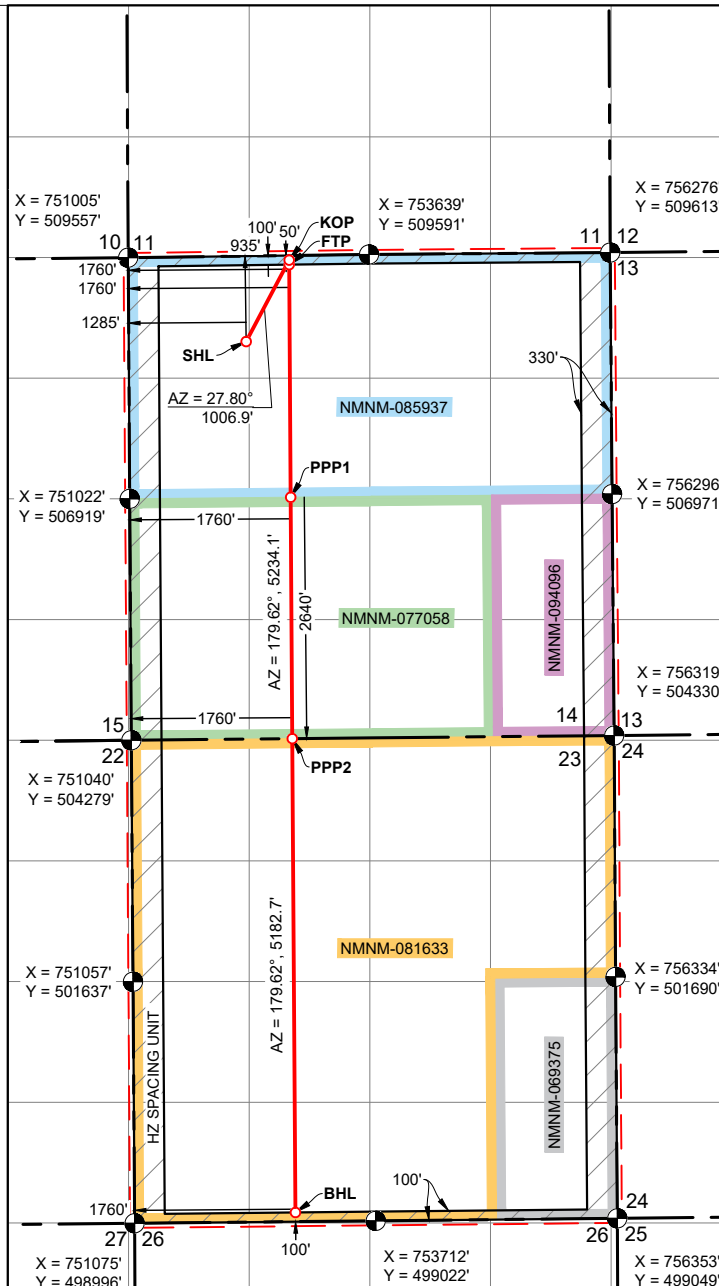 X = 751005'
Y = 509557'
X = 753639'
Y = 509591'
X = 756276'
Y = 509613'
KOP
FTP
100'
50'
935'
10
11
11
12
13
1760'
1760'
1285'
SHL
AZ = 27.80°
1006.9'
330'
NMNM-085937
X = 751022'
Y = 506919'
PPP1
X = 756296'
Y = 506971'
1760'
AZ = 179.62°, 5234.1'
2640'
NMNM-077058
NMNM-094096
X = 756319'
Y = 504330'
1760'
15
22
14
13
23
24
PPP2
X = 751040'
Y = 504279'
NMNM-081633
AZ = 179.62°, 5182.7'
X = 751057'
Y = 501637'
X = 756334'
Y = 501690'
HZ SPACING UNIT
NMNM-069375
100'
BHL
1760'
100'
27
26
24
26
25
X = 751075'
Y = 498996'
X = 753712'
Y = 499022'
X = 756353'
Y = 499049'